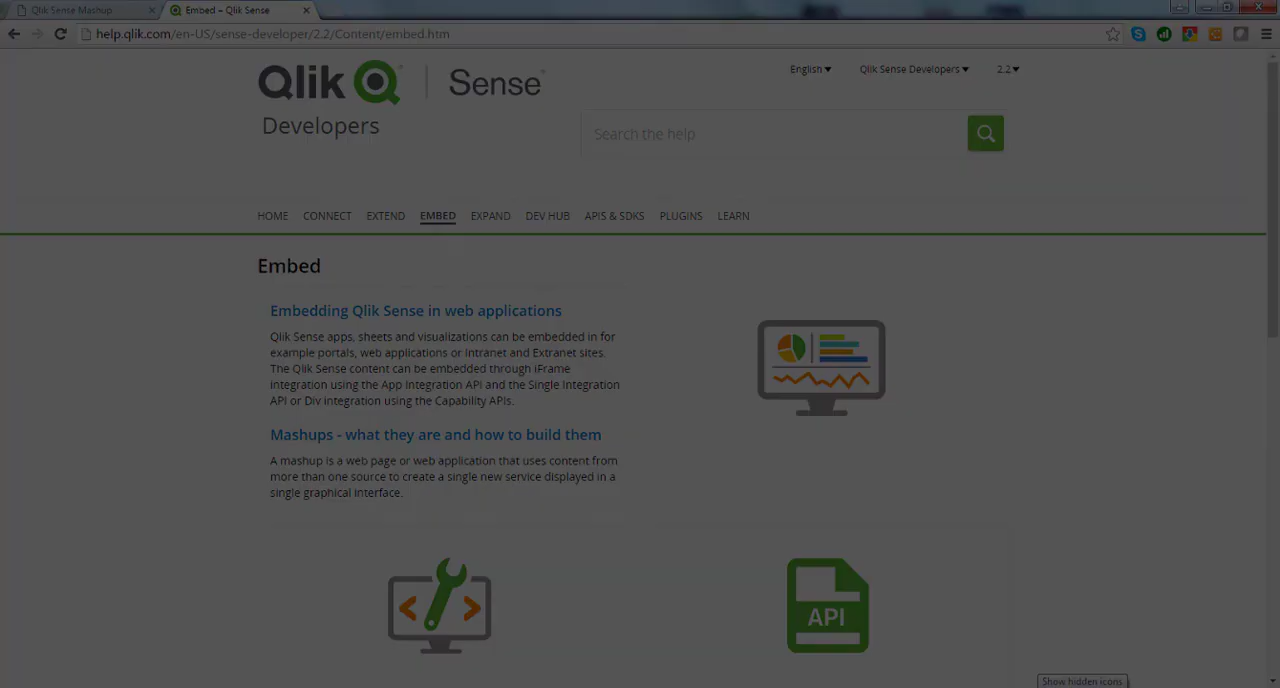 Qlik Sense Mashup
Embed – Qlik Sense
help.qlik.com/en-US/sense-developer/2.2/Content/embed.htm
Qlik Sense
Developers
English Qlik Sense Developers 2.2
Search the help
HOME CONNECT EXTEND EMBED EXPAND DEV HUB APIS & SDKS PLUGINS LEARN
Embed
Embedding Qlik Sense in web applications
Qlik Sense apps, sheets and visualizations can be embedded in for
example portals, web applications or Intranet and Extranet sites.
The Qlik Sense content can be embedded through iFrame
integration using the App Integration API and the Single Integration
API or Div integration using the Capability APIs.
Mashups - what they are and how to build them
A mashup is a web page or web application that uses content from
more than one source to create a single new service displayed in a
single graphical interface.
API
Show hidden icons